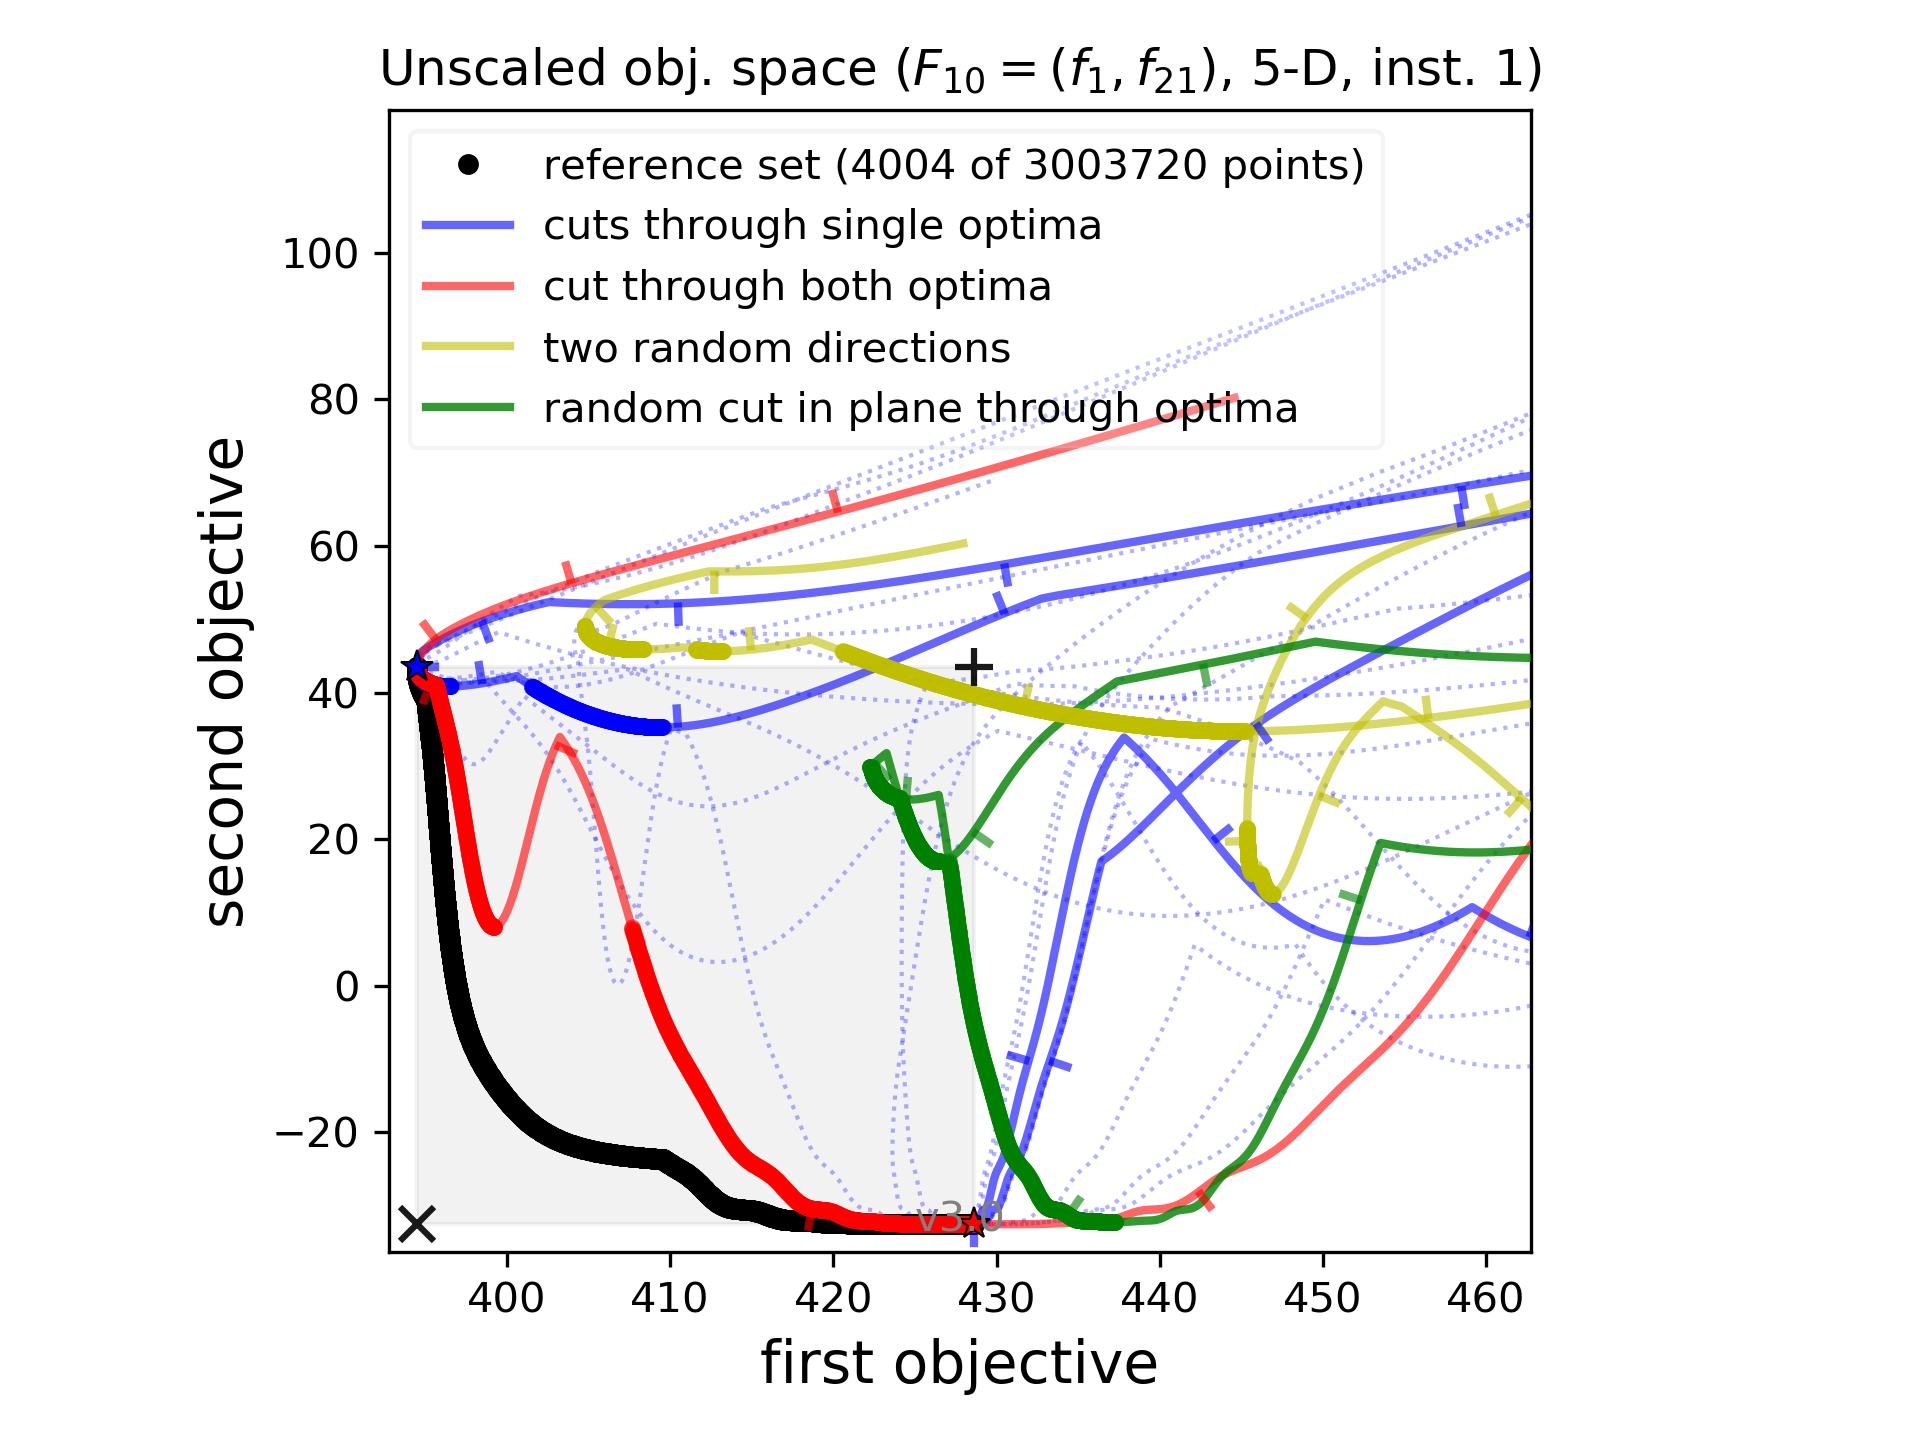 Unscaled obj. space ($F_{10} = (f_1, f_{21})$, 5-D, inst. 1)
reference set (4004 of 3003720 points)
cuts through single optima
cut through both optima
two random directions
random cut in plane through optima
second objective
100
80
60
40
20
0
−20
v3.0
400 410 420 430 440 450 460
first objective